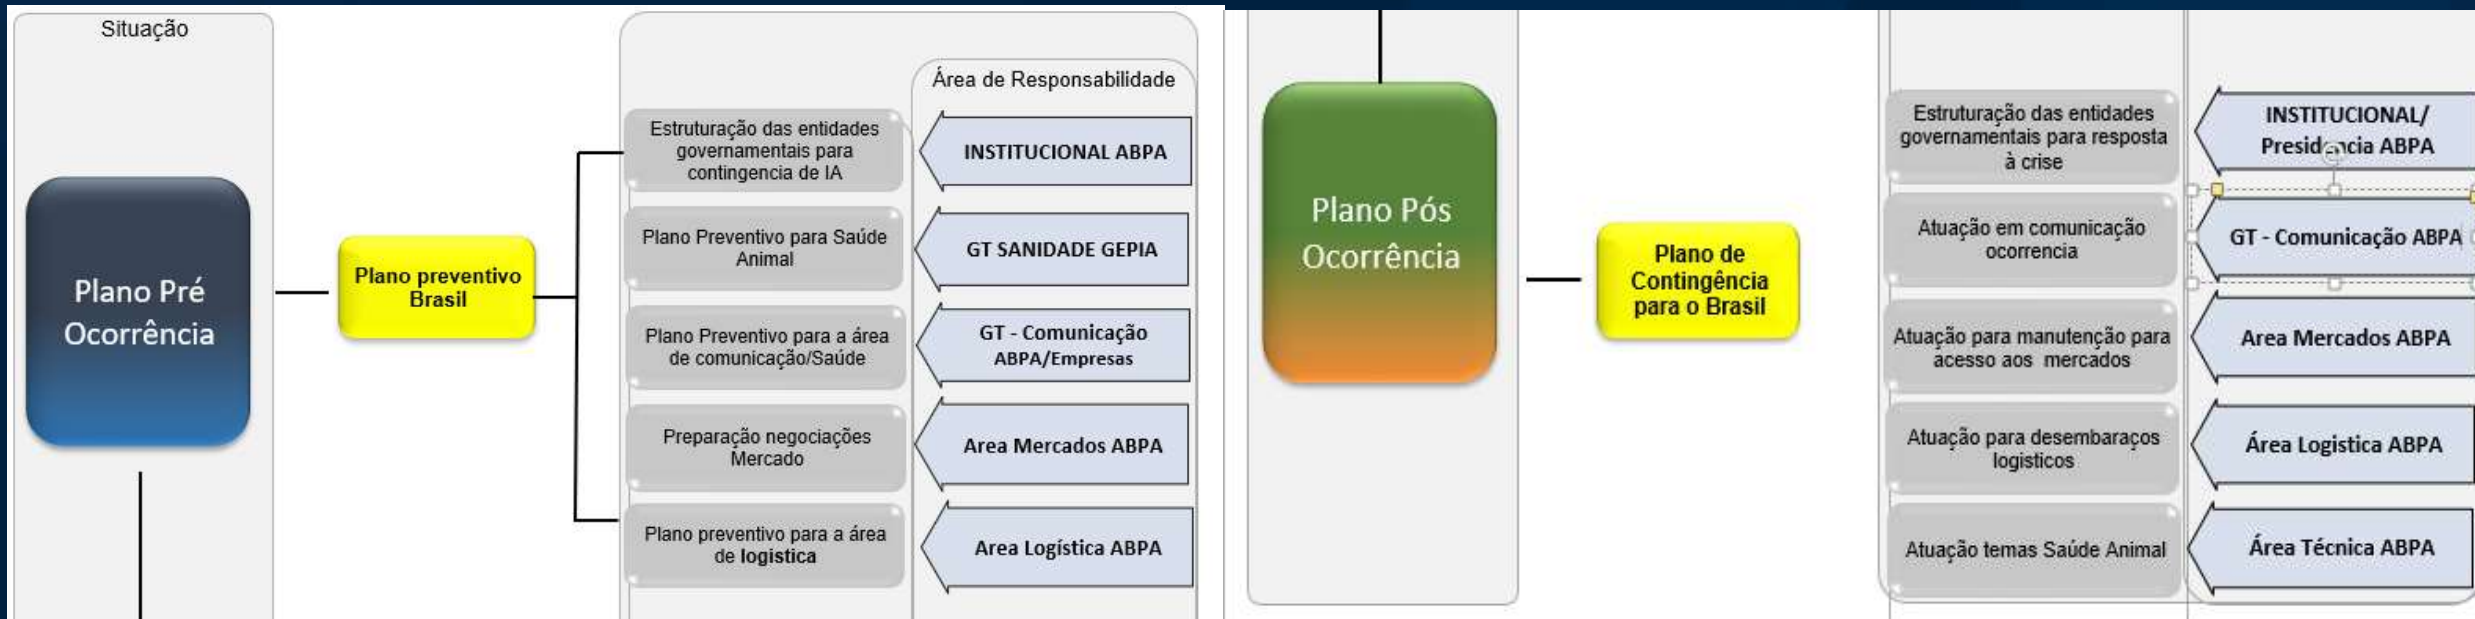 Situação
Plano Pré
Ocorrência
Plano preventivo
Brasil
Área de Responsabilidade
Estruturação das entidades
governamentais para
contingencia de IA
INSTITUCIONAL ABPA
Plano Preventivo para Saúde
Animal
GT SANIDADE GEPIA
Plano Preventivo para a área
de comunicação/Saúde
GT - Comunicação
ABPA/Empresas
Preparação negociações
Mercado
Area Mercados ABPA
Plano preventivo para a área
de logistica
Area Logística ABPA
Plano Pós
Ocorrência
Plano de
Contingência
para o Brasil
Estruturação das entidades
governamentais para resposta
à crise
INSTITUCIONAL/
Presidencia ABPA
Atuação em comunicação
ocorrencia
GT - Comunicação ABPA
Atuação para manutenção para
acesso aos mercados
Area Mercados ABPA
Atuação para desembaraços
logisticos
Área Logistica ABPA
Atuação temas Saúde Animal
Área Técnica ABPA